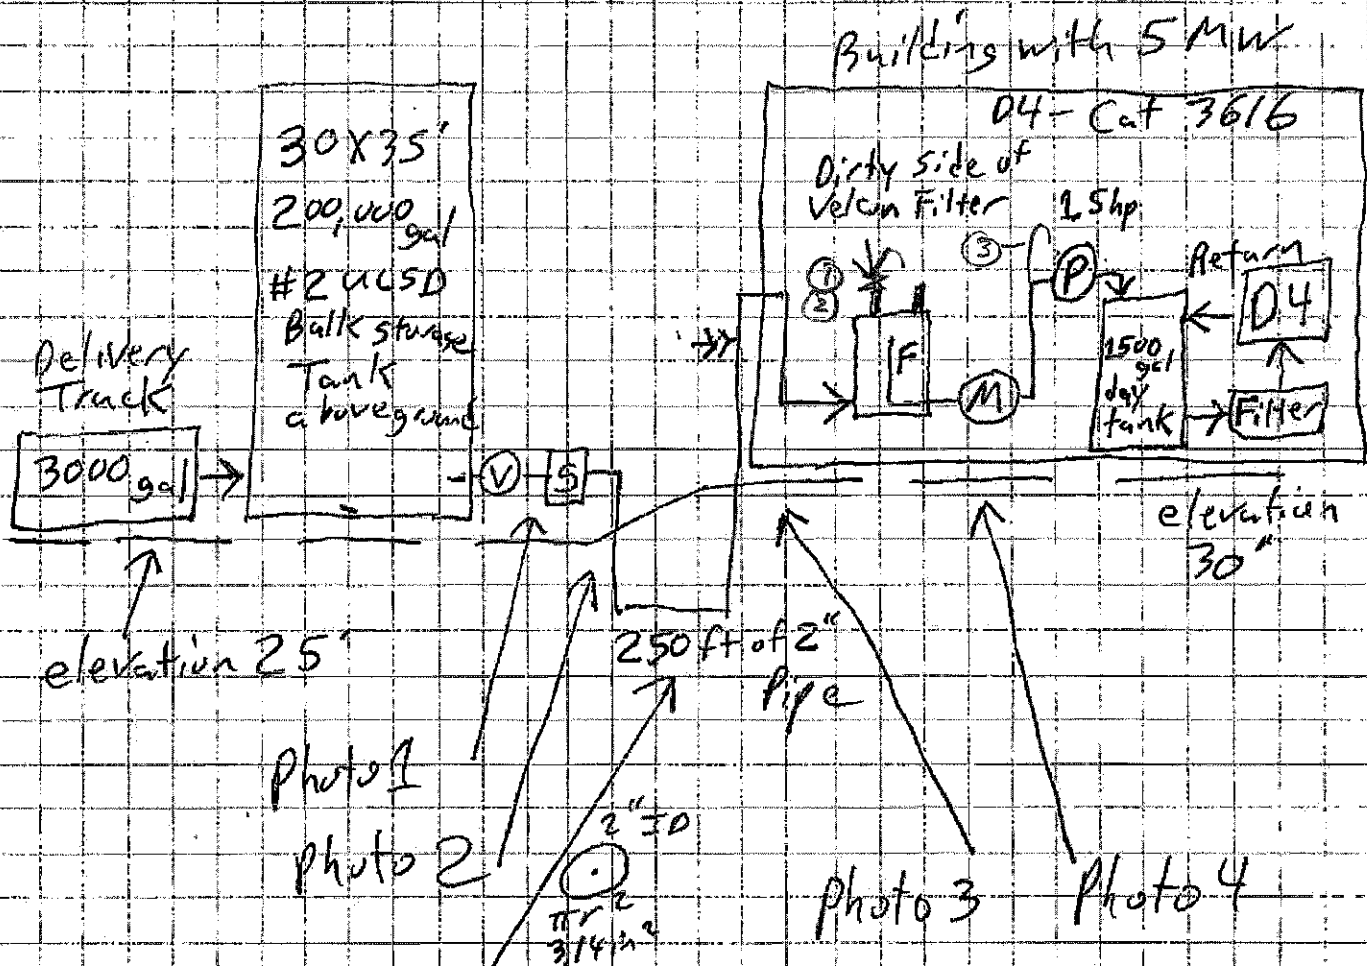 Building with 5 MW
D4- Cat 3616
30 X 35'
200,000 gal
#2 ULSD
Bulk storage
Tank
aboveground
Delivery
Truck
3000 gal
V
S
Dirty side of
Velcon Filter
1
2
3
F
M
1.5hp
P
Return
D4
1500 gal
day
tank
Filter
elevation
30"
elevation 25'
250 ft of 2"
Pipe
Photo 1
Photo 2
2" ID
πr²
3.14 in²
Photo 3
Photo 4